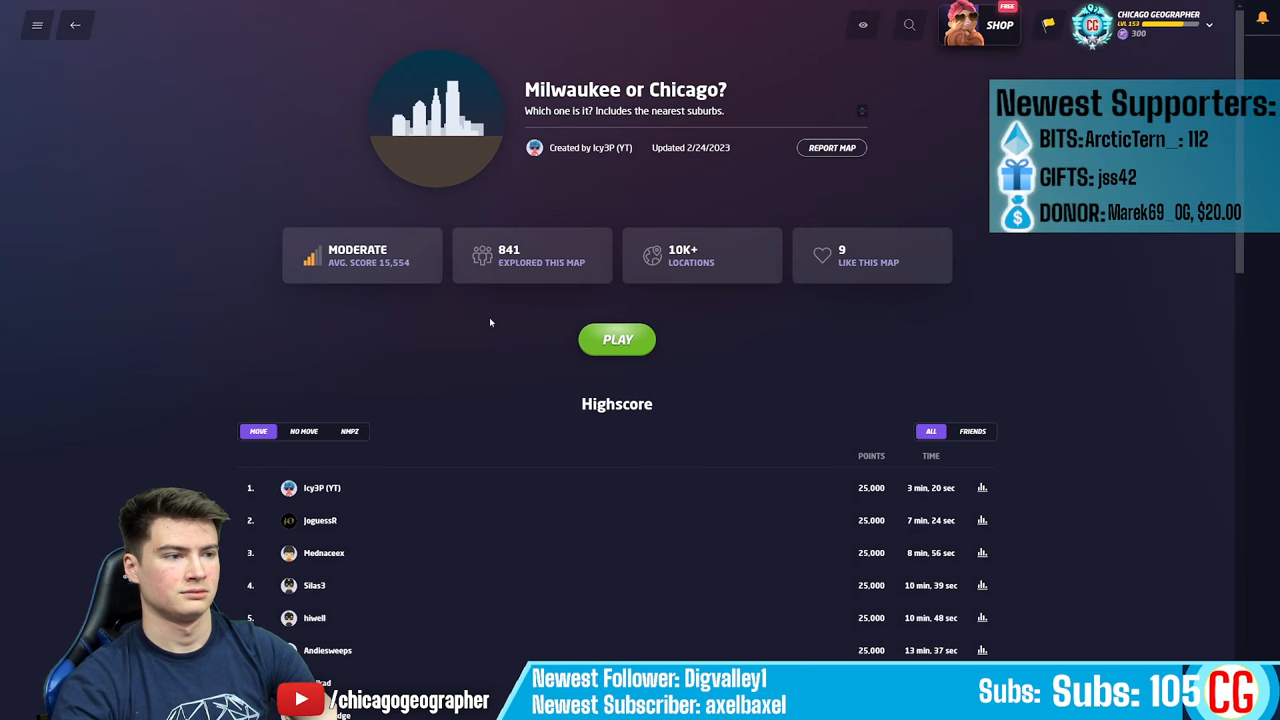 FREE
SHOP
CG
CHICAGO GEOGRAPHER
LVL 153
300
Milwaukee or Chicago?
Which one is it? Includes the nearest suburbs.
Created by Icy3P (YT) Updated 2/24/2023 REPORT MAP
Newest Supporters:
BITS: ArcticTern_: 112
GIFTS: jss42
DONOR: Marek69_OG, $20.00
MODERATE
AVG. SCORE 15,554
841
EXPLORED THIS MAP
10K+
LOCATIONS
9
LIKE THIS MAP
PLAY
Highscore
MOVE NO MOVE NMPZ ALL FRIENDS
POINTS TIME
1. Icy3P (YT) 25,000 3 min, 20 sec
2. JoguessR 25,000 7 min, 24 sec
3. Mednaceex 25,000 8 min, 56 sec
4. Silas3 25,000 10 min, 39 sec
5. hiwell 25,000 10 min, 48 sec
Andiesweeps 25,000 13 min, 37 sec
/chicagogeographer
Newest Follower: Digvalley1
Newest Subscriber: axelbaxel
Subs: Subs: 105
CG